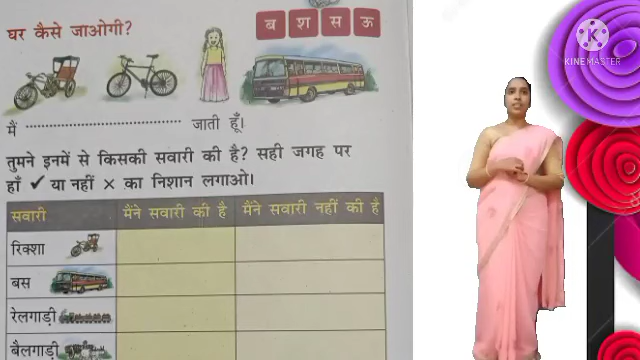 ब श स ऊ
घर कैसे जाओगी?
मैं ........................................ जाती हूँ।
तुमने इनमें से किसकी सवारी की है? सही जगह पर
हाँ ✓ या नहीं × का निशान लगाओ।
सवारी मैंने सवारी की है मैंने सवारी नहीं की है
रिक्शा
बस
रेलगाड़ी
बैलगाड़ी
KINEMASTER